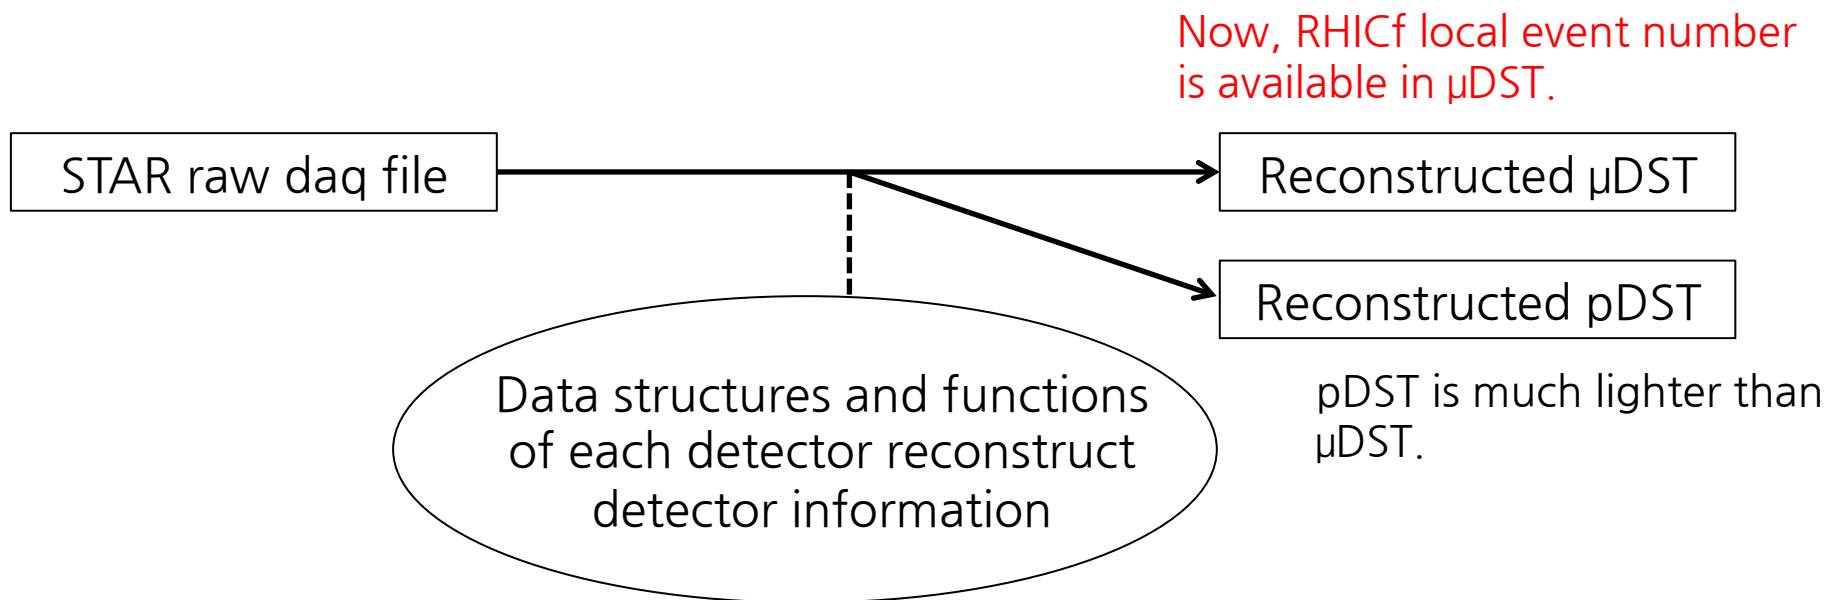 Now, RHICf local event number
is available in μDST.
STAR raw daq file
Reconstructed μDST
Reconstructed pDST
Data structures and functions
of each detector reconstruct
detector information
pDST is much lighter than
μDST.